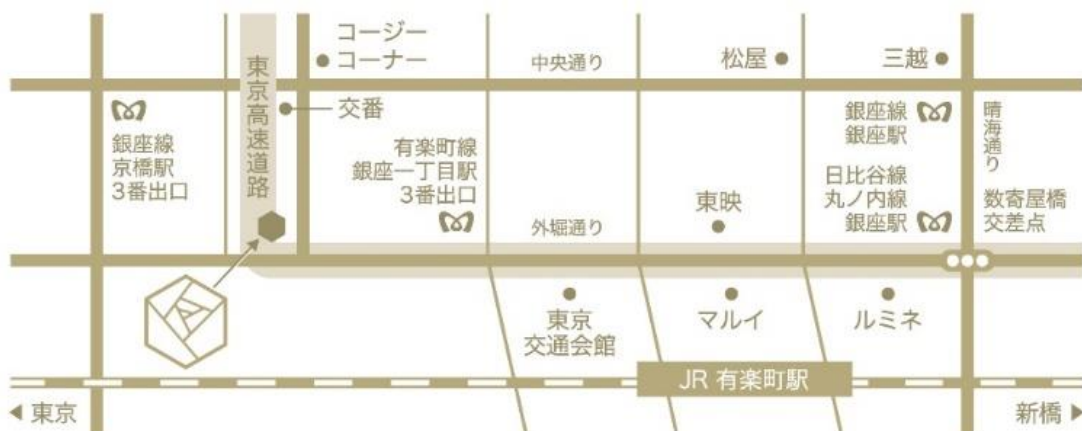 コージー
コーナー
中央通り
松屋
三越
東京高速道路
交番
銀座線
京橋駅
3番出口
有楽町線
銀座一丁目駅
3番出口
銀座線
銀座駅
晴海通り
日比谷線
丸ノ内線
銀座駅
数寄屋橋
交差点
東映
外堀通り
東京
交通会館
マルイ
ルミネ
JR 有楽町駅
東京
新橋